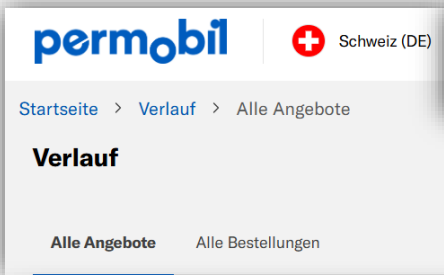 permobil
Schweiz (DE)
Startseite > Verlauf > Alle Angebote
Verlauf
Alle Angebote Alle Bestellungen